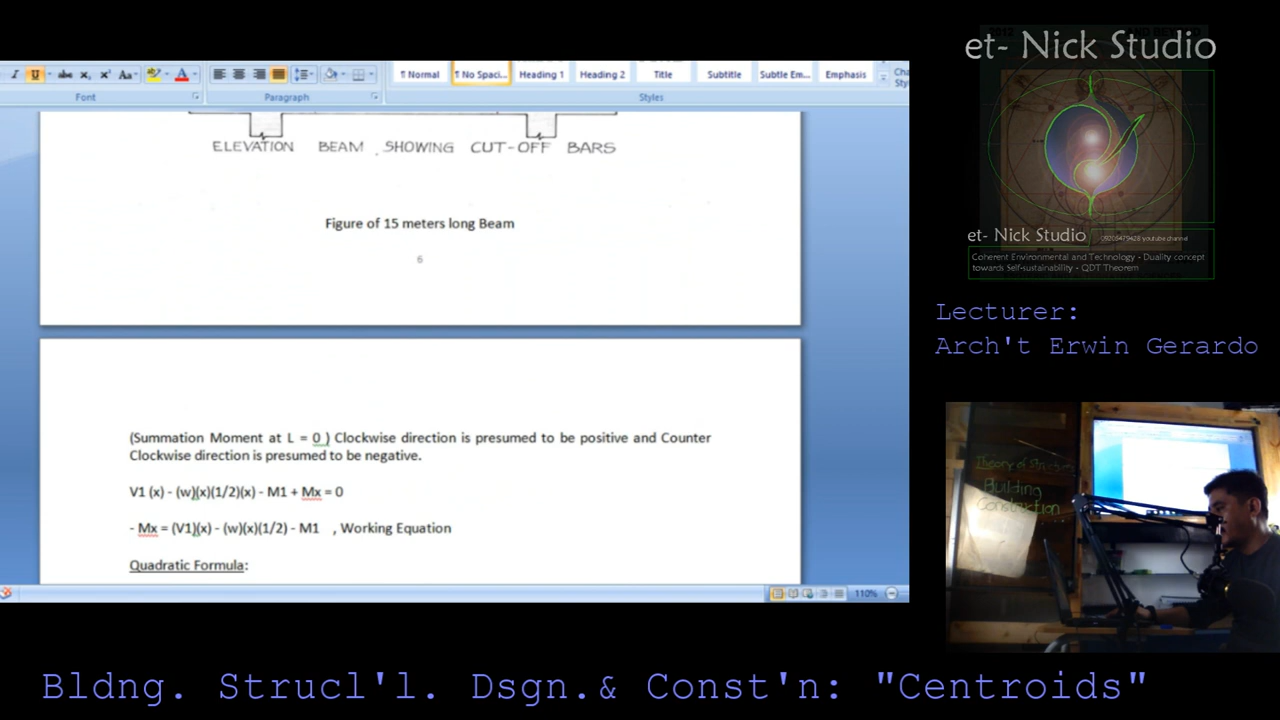 et- Nick Studio
Font
Paragraph
Styles
¶ Normal
¶ No Spaci...
Heading 1
Heading 2
Title
Subtitle
Subtle Em...
Emphasis
ELEVATION BEAM SHOWING CUT-OFF BARS
Figure of 15 meters long Beam
6
(Summation Moment at L = 0 ) Clockwise direction is presumed to be positive and Counter
Clockwise direction is presumed to be negative.
V1 (x) - (w)(x)(1/2)(x) - M1 + Mx = 0
- Mx = (V1)(x) - (w)(x)(1/2) - M1 , Working Equation
Quadratic Formula:
110%
et- Nick Studio
youtube channel
Coherent Environmental and Technology - Duality concept
towards Self-sustainability - QDT Theorem
Lecturer:
Arch't Erwin Gerardo
Building
Construction
Bldng. Strucl'l. Dsgn.& Const'n: "Centroids"